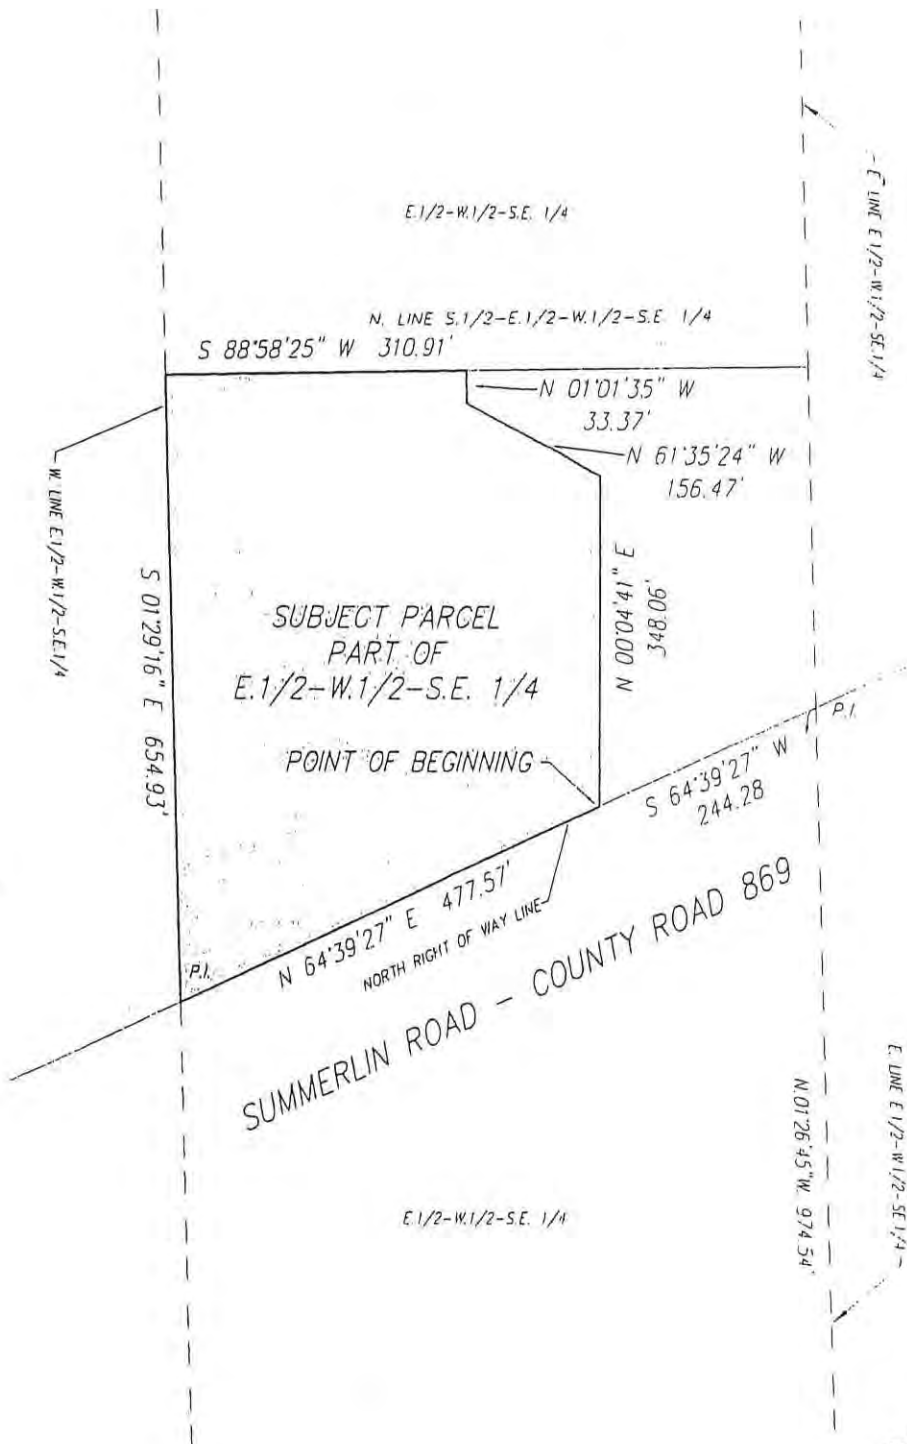 E.1/2-W.1/2-S.E. 1/4
E. LINE E.1/2-W.1/2-SE.1/4
N. LINE S.1/2-E.1/2-W.1/2-S.E. 1/4
S 88°58'25" W 310.91'
N 01°01'35" W
33.37'
N 61°35'24" W
156.47'
W. LINE E.1/2-W.1/2-S.E.1/4
S 01°29'16" E 654.93'
N 00°40'41" E
348.06'
SUBJECT PARCEL
PART OF
E.1/2-W.1/2-S.E. 1/4
POINT OF BEGINNING
P.I.
S 64°39'27" W
244.28
N 64°39'27" E 477.57'
NORTH RIGHT OF WAY LINE
P.I.
SUMMERLIN ROAD - COUNTY ROAD 869
N.01°26'45"W. 974.54'
E. LINE E.1/2-W.1/2-SE.1/4
E.1/2-W.1/2-S.E. 1/4